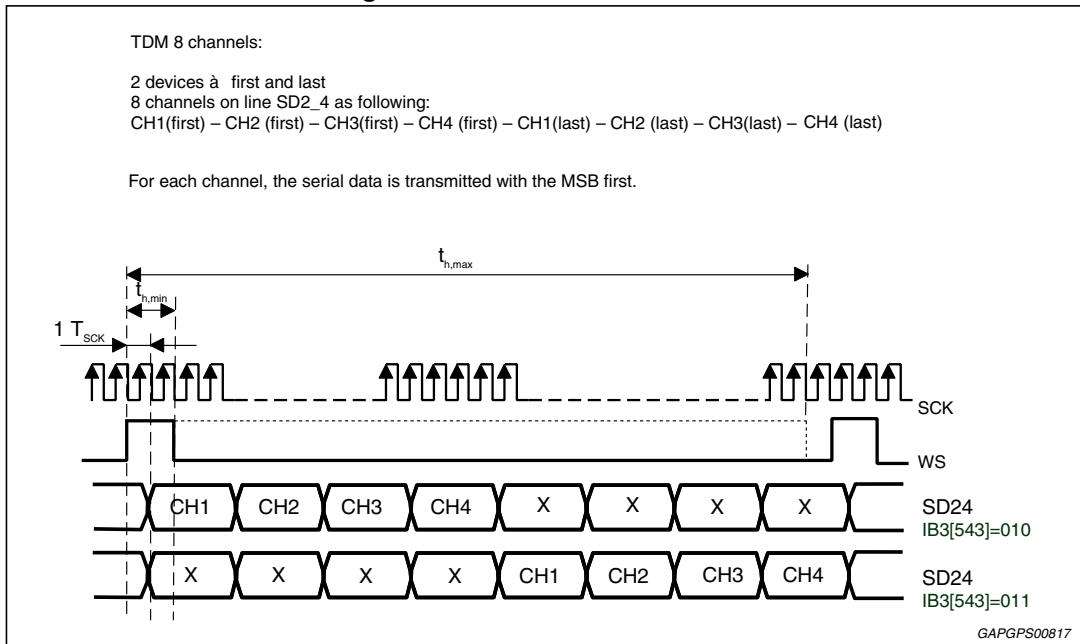 TDM 8 channels:
2 devices à first and last
8 channels on line SD2_4 as following:
CH1(first) – CH2 (first) – CH3(first) – CH4 (first) – CH1(last) – CH2 (last) – CH3(last) – CH4 (last)
For each channel, the serial data is transmitted with the MSB first.
th,max
th,min
1 TSCK
SCK
WS
CH1 CH2 CH3 CH4 X X X X SD24
IB3[543]=010
X X X X CH1 CH2 CH3 CH4 SD24
IB3[543]=011
GAPGPS00817